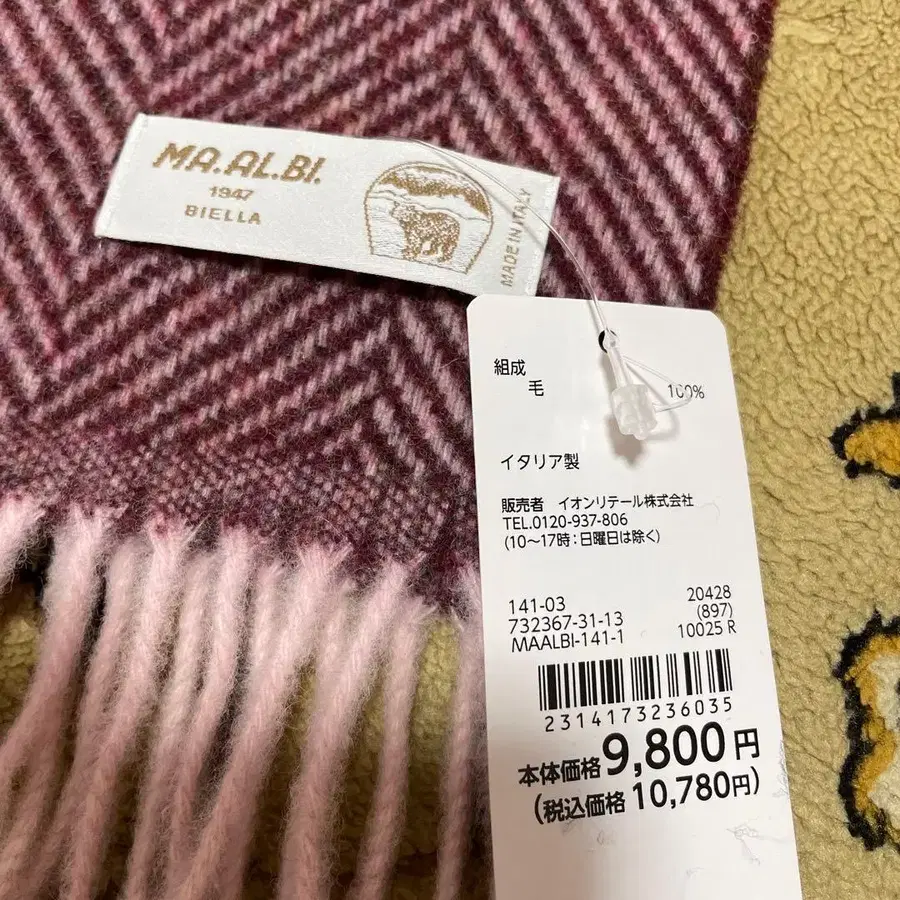 MA.AL.BI.
1947
BIELLA
MADE IN ITALY
組成
毛 100%
イタリア製
販売者 イオンリテール株式会社
TEL.0120-937-806
(10〜17時：日曜日は除く)
141-03 20428
732367-31-13 (897)
MAALBI-141-1 10025 R
2314173236035
本体価格9,800円
(税込価格 10,780円)